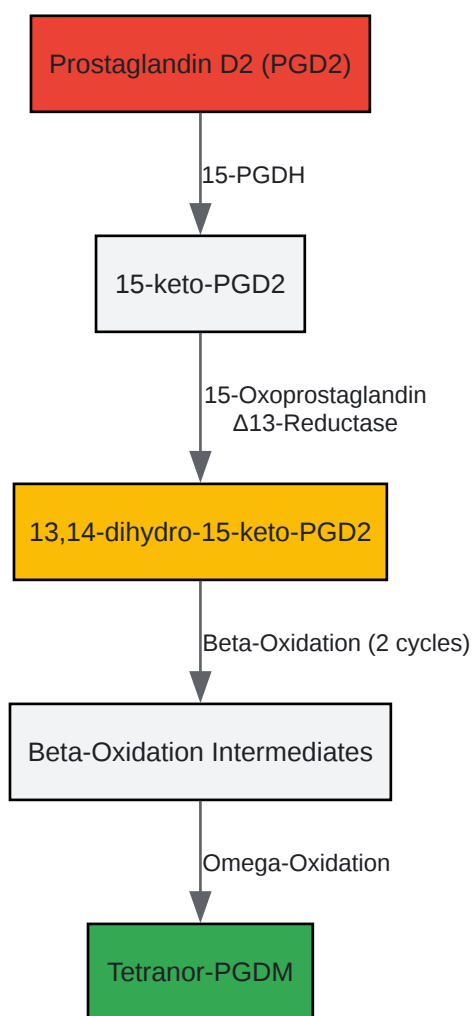 Prostaglandin D2 (PGD2)
15-PGDH
15-keto-PGD2
15-Oxoprostaglandin
Δ13-Reductase
13,14-dihydro-15-keto-PGD2
Beta-Oxidation (2 cycles)
Beta-Oxidation Intermediates
Omega-Oxidation
Tetranor-PGDM